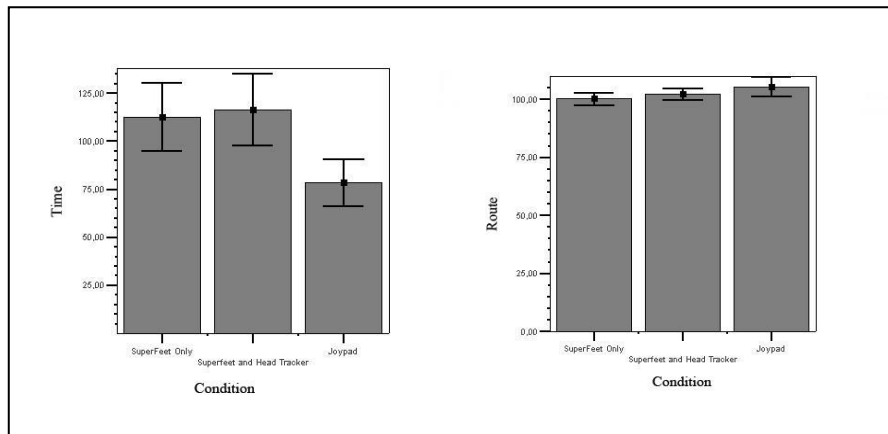 Time
125,00
100,00
75,00
50,00
25,00
SuperFeet Only
Superfeet and Head Tracker
Joypad
Condition
Route
100,00
75,00
50,00
25,00
0,00
SuperFeet Only
Superfeet and Head Tracker
Joypad
Condition